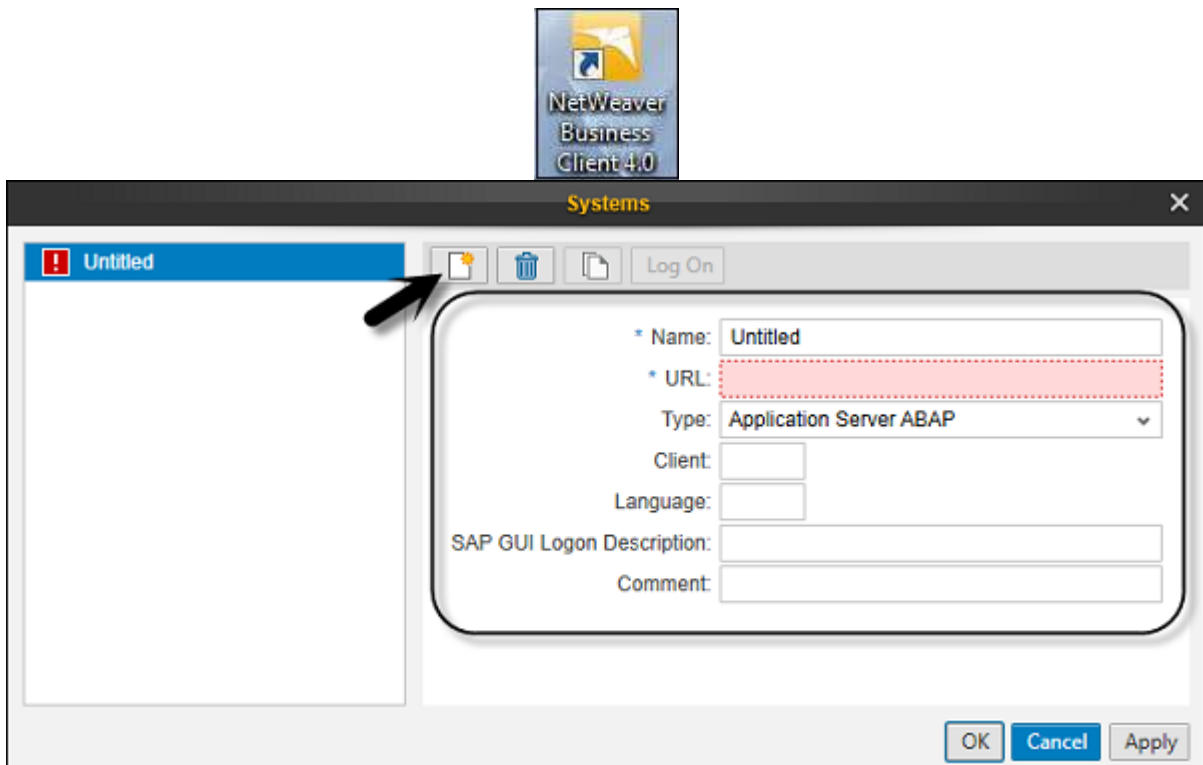 NetWeaver
Business
Client 4.0
Systems
Untitled
Log On
* Name: Untitled
* URL:
Type: Application Server ABAP
Client:
Language:
SAP GUI Logon Description:
Comment:
OK Cancel Apply